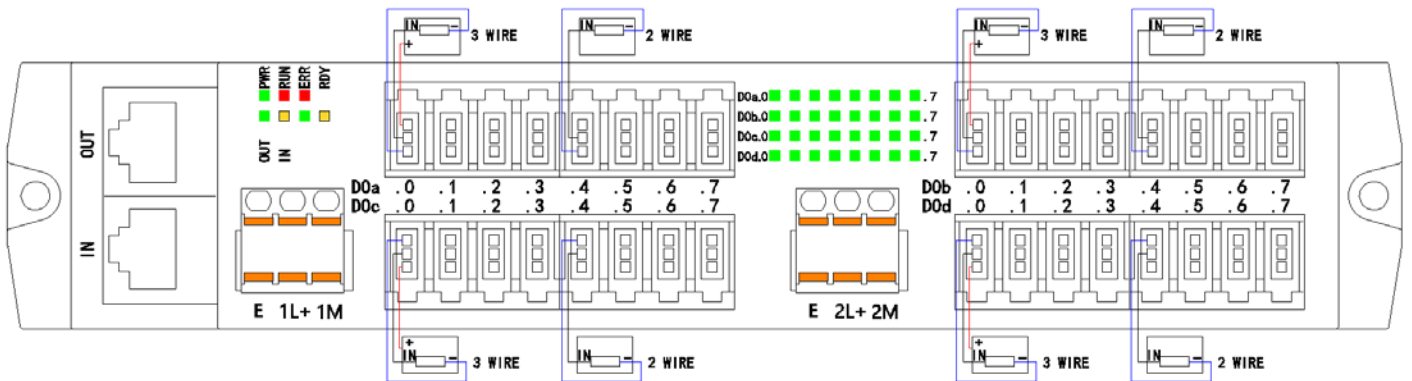 IN - 3 WIRE
+
IN - 2 WIRE
IN - 3 WIRE
+
IN - 2 WIRE
PWR RUN ERR RDY
OUT IN
OUT
IN
DOa.0 .7
DOb.0 .7
DOc.0 .7
DOd.0 .7
DOa .0 .1 .2 .3 .4 .5 .6 .7
DOc .0 .1 .2 .3 .4 .5 .6 .7
DOb .0 .1 .2 .3 .4 .5 .6 .7
DOd .0 .1 .2 .3 .4 .5 .6 .7
E 1L+ 1M
E 2L+ 2M
+
IN - 3 WIRE
IN - 2 WIRE
+
IN - 3 WIRE
IN - 2 WIRE